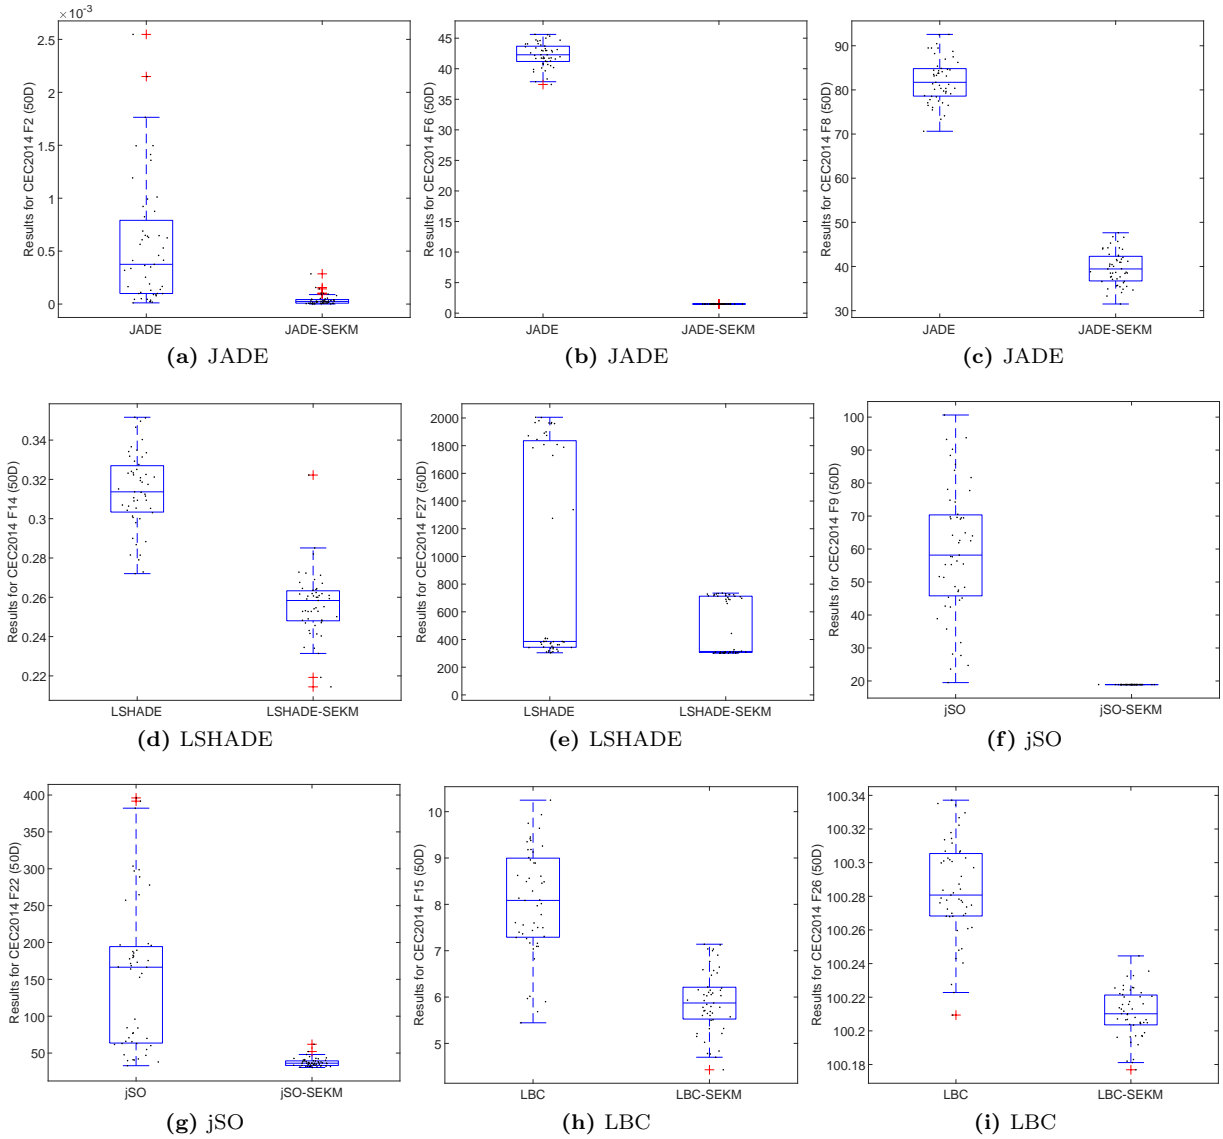 ×10⁻³
2.5
2
1.5
1
0.5
0
Results for CEC2014 F2 (50D)
JADE
JADE-SEKM
(a) JADE
45
40
35
30
25
20
15
10
5
0
Results for CEC2014 F6 (50D)
JADE
JADE-SEKM
(b) JADE
90
80
70
60
50
40
30
Results for CEC2014 F8 (50D)
JADE
JADE-SEKM
(c) JADE
0.34
0.32
0.3
0.28
0.26
0.24
0.22
Results for CEC2014 F14 (50D)
LSHADE
LSHADE-SEKM
(d) LSHADE
2000
1800
1600
1400
1200
1000
800
600
400
200
0
Results for CEC2014 F27 (50D)
LSHADE
LSHADE-SEKM
(e) LSHADE
100
90
80
70
60
50
40
30
20
Results for CEC2014 F9 (50D)
jSO
jSO-SEKM
(f) jSO
400
350
300
250
200
150
100
50
Results for CEC2014 F22 (50D)
jSO
jSO-SEKM
(g) jSO
10
9
8
7
6
5
Results for CEC2014 F15 (50D)
LBC
LBC-SEKM
(h) LBC
100.34
100.32
100.3
100.28
100.26
100.24
100.22
100.2
100.18
Results for CEC2014 F26 (50D)
LBC
LBC-SEKM
(i) LBC